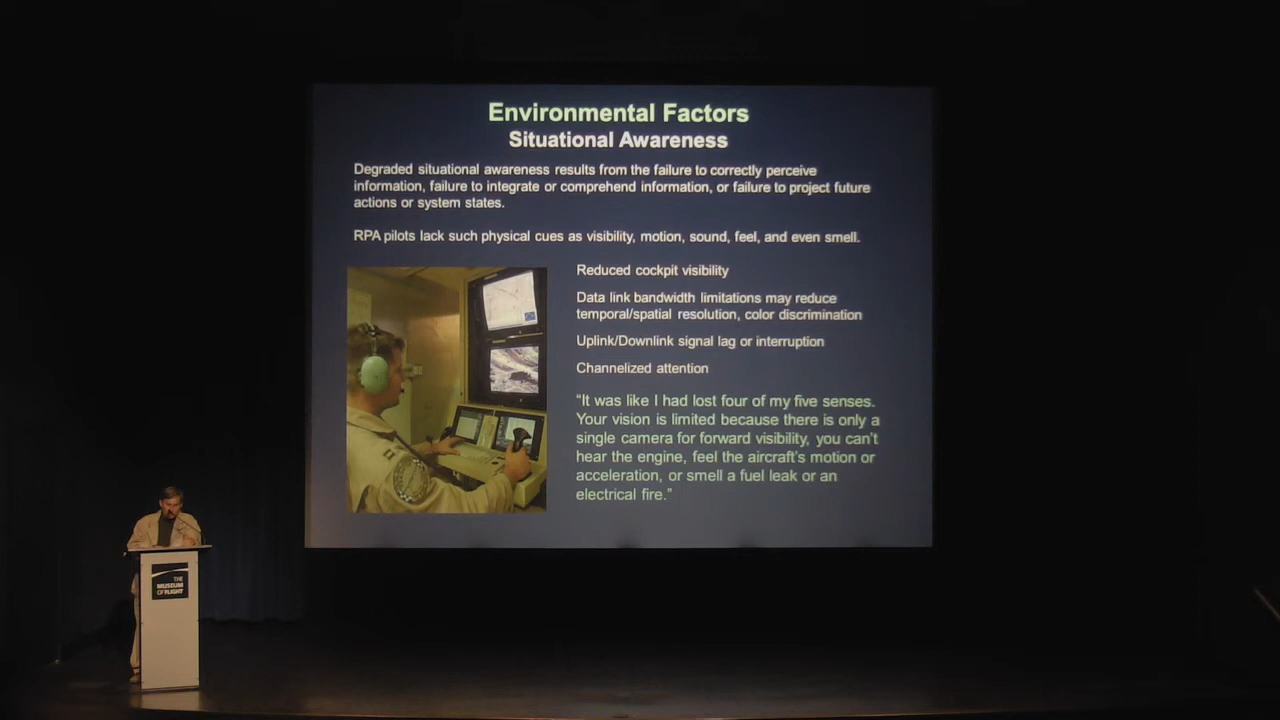 Environmental Factors
Situational Awareness
Degraded situational awareness results from the failure to correctly perceive
information, failure to integrate or comprehend information, or failure to project future
actions or system states.
RPA pilots lack such physical cues as visibility, motion, sound, feel, and even smell.
Reduced cockpit visibility
Data link bandwidth limitations may reduce
temporal/spatial resolution, color discrimination
Uplink/Downlink signal lag or interruption
Channelized attention
“It was like I had lost four of my five senses.
Your vision is limited because there is only a
single camera for forward visibility, you can’t
hear the engine, feel the aircraft’s motion or
acceleration, or smell a fuel leak or an
electrical fire.”
THE
MUSEUM
OF FLIGHT